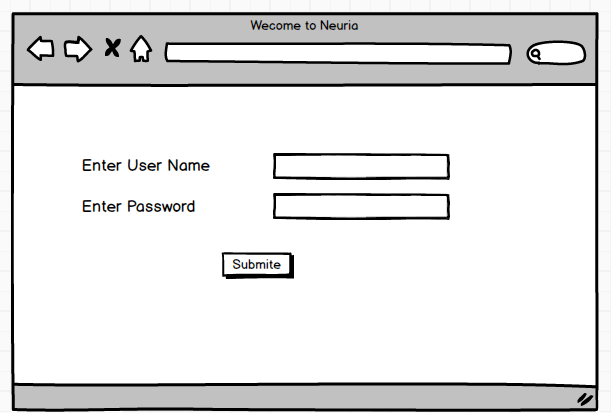 Wecome to Neuria
Enter User Name
Enter Password
Submite